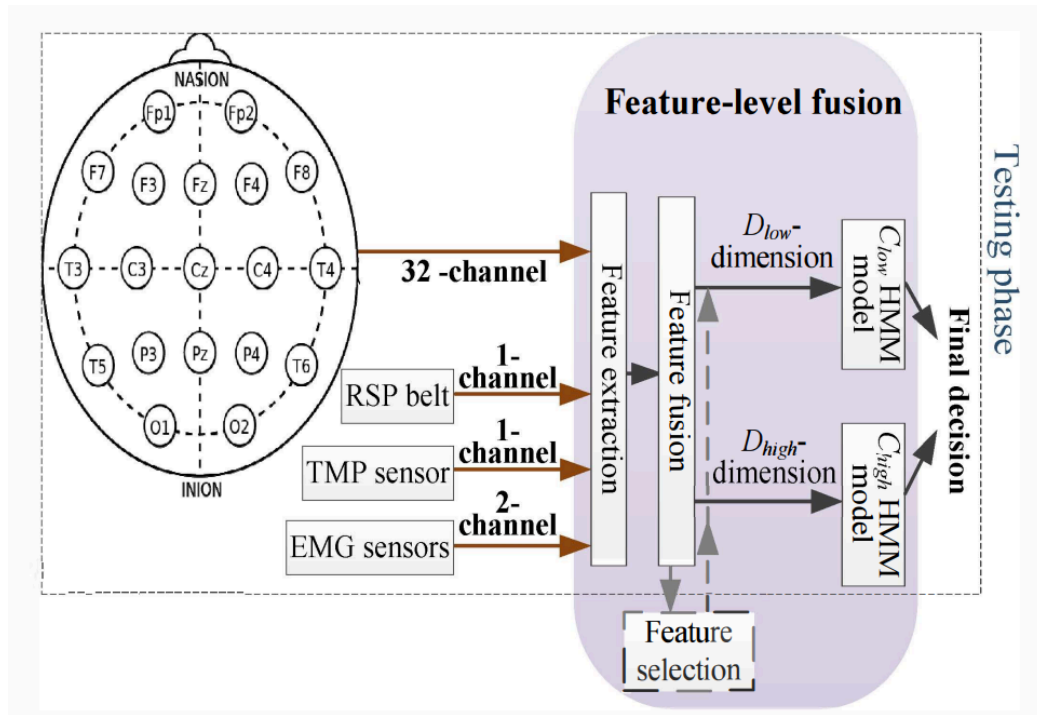 NASION
Fp1
Fp2
F7
F3
Fz
F4
F8
T3
C3
Cz
C4
T4
T5
P3
Pz
P4
T6
O1
O2
INION
32 -channel
RSP belt
1-
channel
TMP sensor
1-
channel
EMG sensors
2-
channel
Feature-level fusion
Feature extraction
Feature fusion
Dlow-
dimension
Clow HMM
model
Dhigh-
dimension
Chigh HMM
model
Feature
selection
Final decision
Testing phase